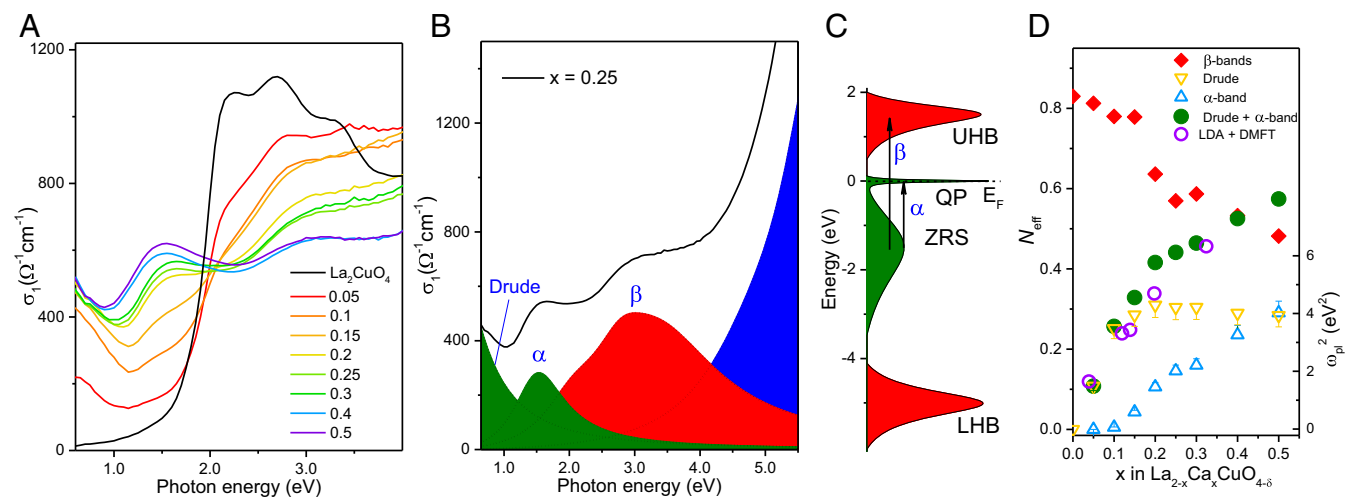 A
1200
800
400
0
σ₁(Ω⁻¹cm⁻¹)
La₂CuO₄
0.05
0.1
0.15
0.2
0.25
0.3
0.4
0.5
1.0 2.0 3.0
Photon energy (eV)
B
x = 0.25
1200
800
400
0
σ₁(Ω⁻¹cm⁻¹)
Drude
α
β
1.0 2.0 3.0 4.0 5.0
Photon energy (eV)
C
2
0
-2
-4
Energy (eV)
UHB
β
QP
E_F
α
ZRS
LHB
D
β-bands
Drude
α-band
Drude + α-band
LDA + DMFT
0.8
0.6
0.4
0.2
0.0
N_eff
6
4
2
0
ω_pl² (eV²)
0.0 0.1 0.2 0.3 0.4 0.5
x in La₂₋ₓCaₓCuO₄₋δ